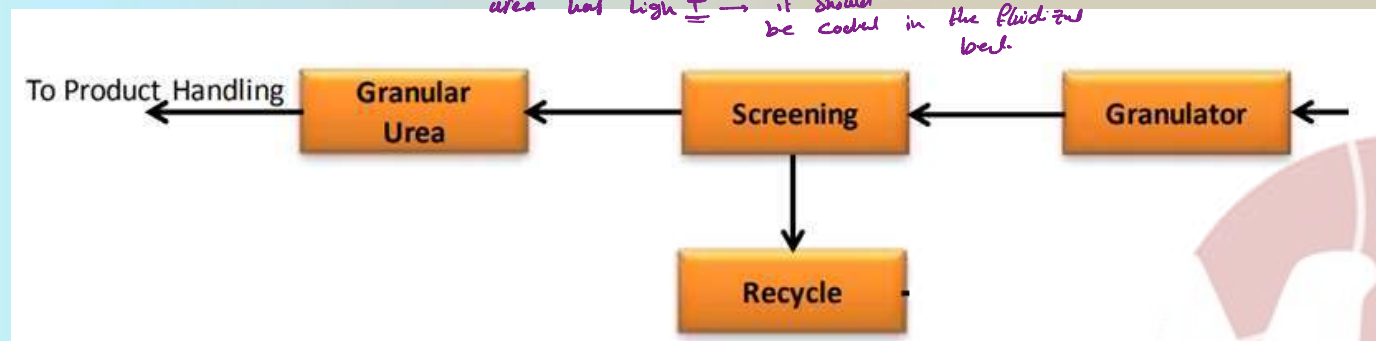 urea has high T → it should
be cooled in the fluidized
bed.
To Product Handling
Granular
Urea
Screening
Granulator
Recycle